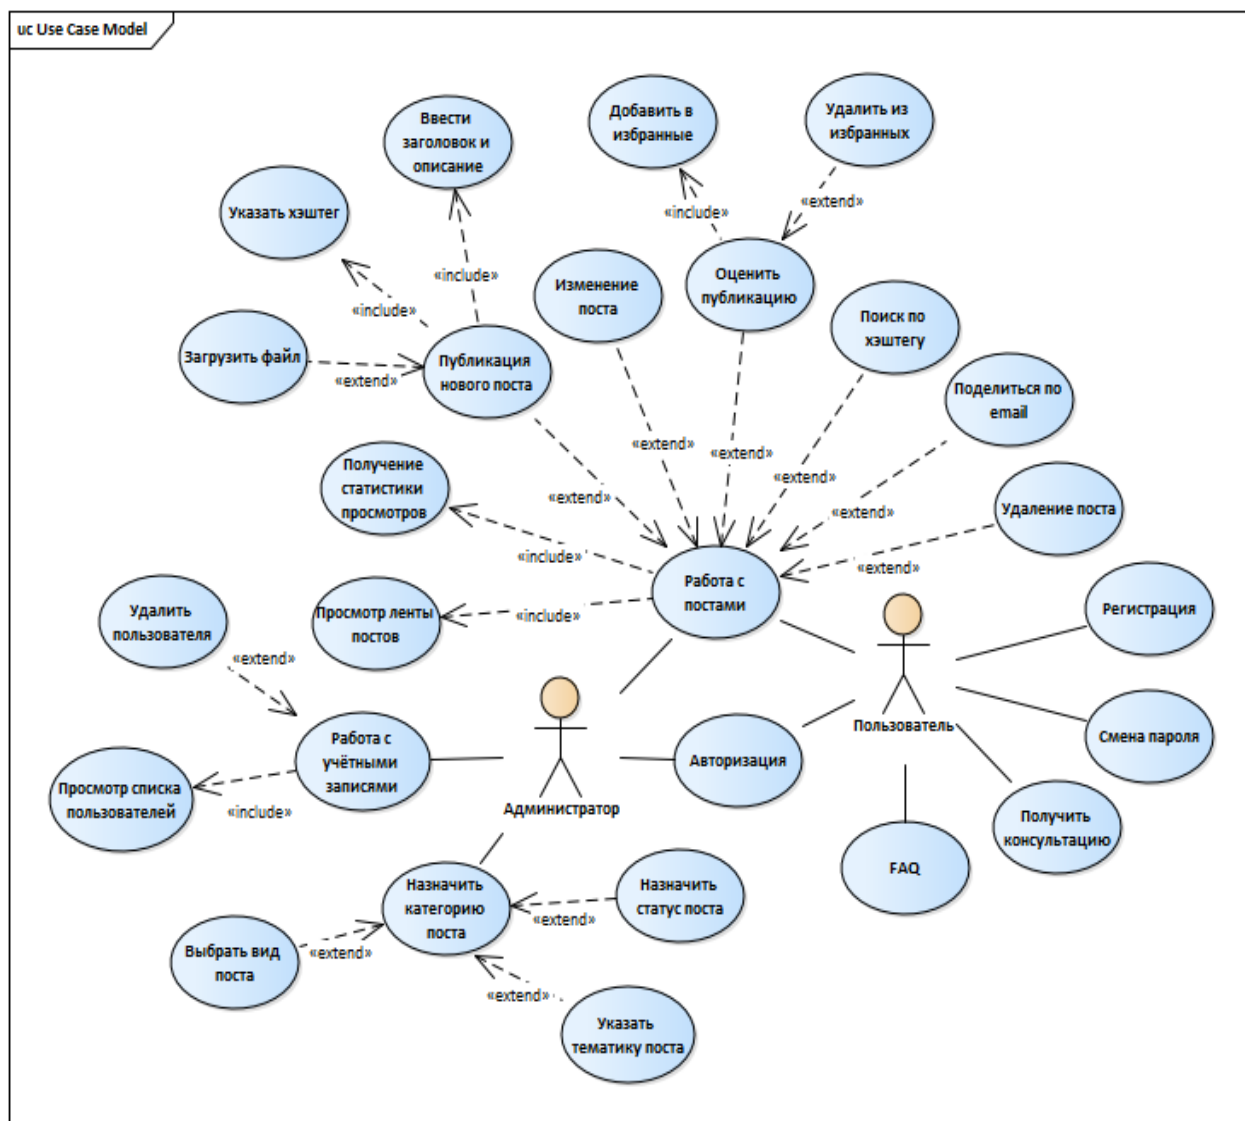 uc Use Case Model
Ввести
заголовок и
описание
Добавить в
избранные
Удалить из
избранных
Указать хэштег
«include»
«extend»
«include»
«include»
Изменение
поста
Оценить
публикацию
Поиск по
хэштегу
Загрузить файл
«extend»
Публикация
нового поста
Поделиться по
email
«extend»
«extend»
«extend»
«extend»
«extend»
Получение
статистики
просмотров
Удаление поста
«include»
«extend»
Работа с
постами
Просмотр ленты
постов
«include»
Удалить
пользователя
«extend»
Регистрация
Пользователь
Смена пароля
Работа с
учётными
записями
Авторизация
Просмотр списка
пользователей
«include»
Администратор
Получить
консультацию
FAQ
Назначить
категорию
поста
Назначить
статус поста
«extend»
Выбрать вид
поста
«extend»
«extend»
Указать
тематику поста